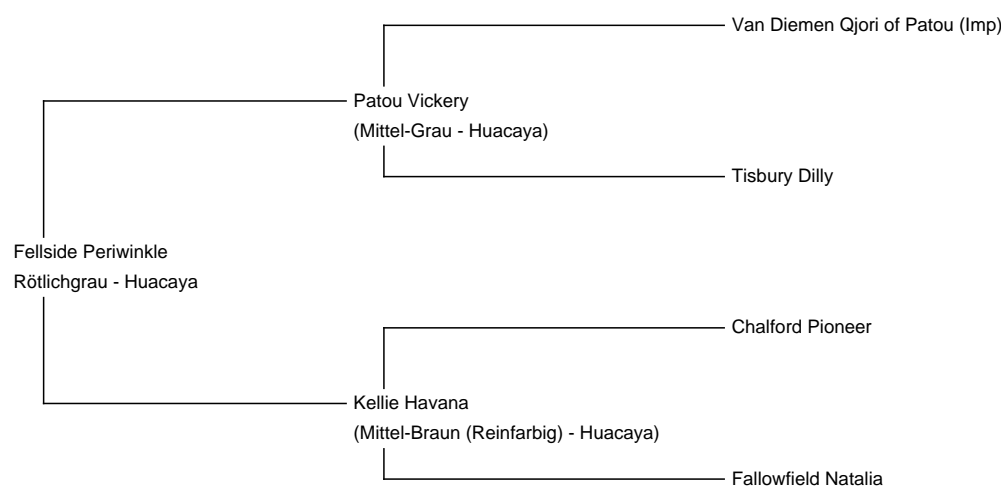 Van Diemen Qjori of Patou (Imp)
Patou Vickery
(Mittel-Grau - Huacaya)
Tisbury Dilly
Fellside Periwinkle
Rötlichgrau - Huacaya
Chalford Pioneer
Kellie Havana
(Mittel-Braun (Reinfarbig) - Huacaya)
Fallowfield Natalia